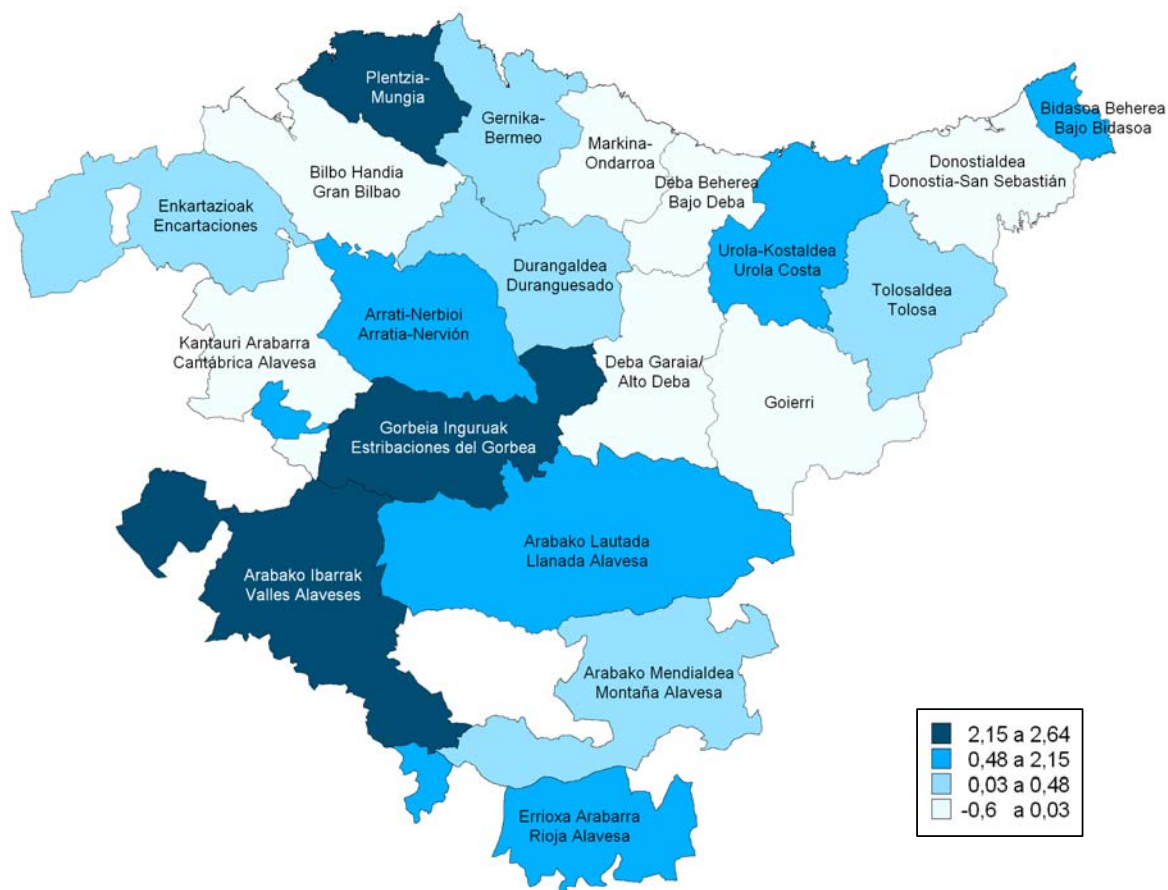 Plentzia-
Mungia
Gernika-
Bermeo
Markina-
Ondarroa
Bidasoa Beherea
Bajo Bidasoa
Bilbo Handia
Gran Bilbao
Deba Beherea
Bajo Deba
Donostialdea
Donostia-San Sebastián
Enkartazioak
Encartaciones
Urola-Kostaldea
Urola Costa
Durangaldea
Duranguesado
Tolosaldea
Tolosa
Arrati-Nerbioi
Arratia-Nervión
Kantauri Arabarra
Cantábrica Alavesa
Deba Garaia/
Alto Deba
Goierri
Gorbeia Inguruak
Estribaciones del Gorbea
Arabako Lautada
Llanada Alavesa
Arabako Ibarrak
Valles Alaveses
Arabako Mendialdea
Montaña Alavesa
Errioxa Arabarra
Rioja Alavesa
2,15 a 2,64
0,48 a 2,15
0,03 a 0,48
-0,6 a 0,03